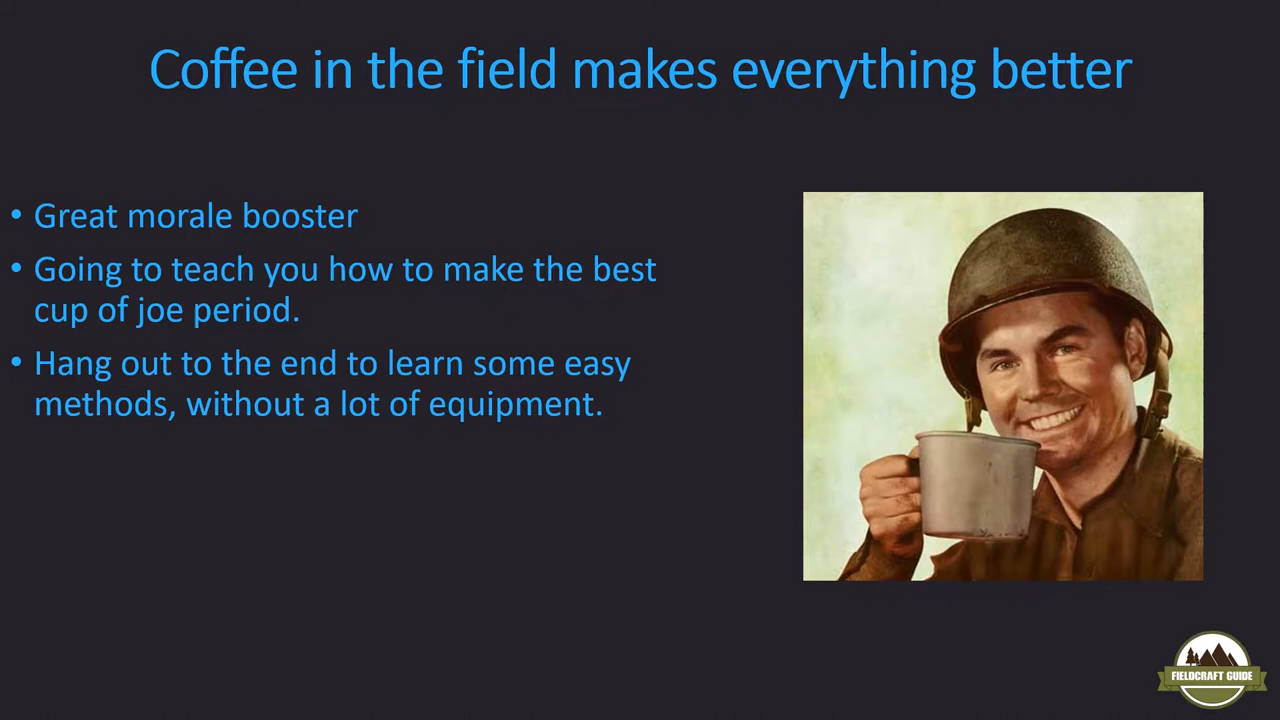 Coffee in the field makes everything better
• Great morale booster
• Going to teach you how to make the best
cup of joe period.
• Hang out to the end to learn some easy
methods, without a lot of equipment.
FIELDCRAFT GUIDE